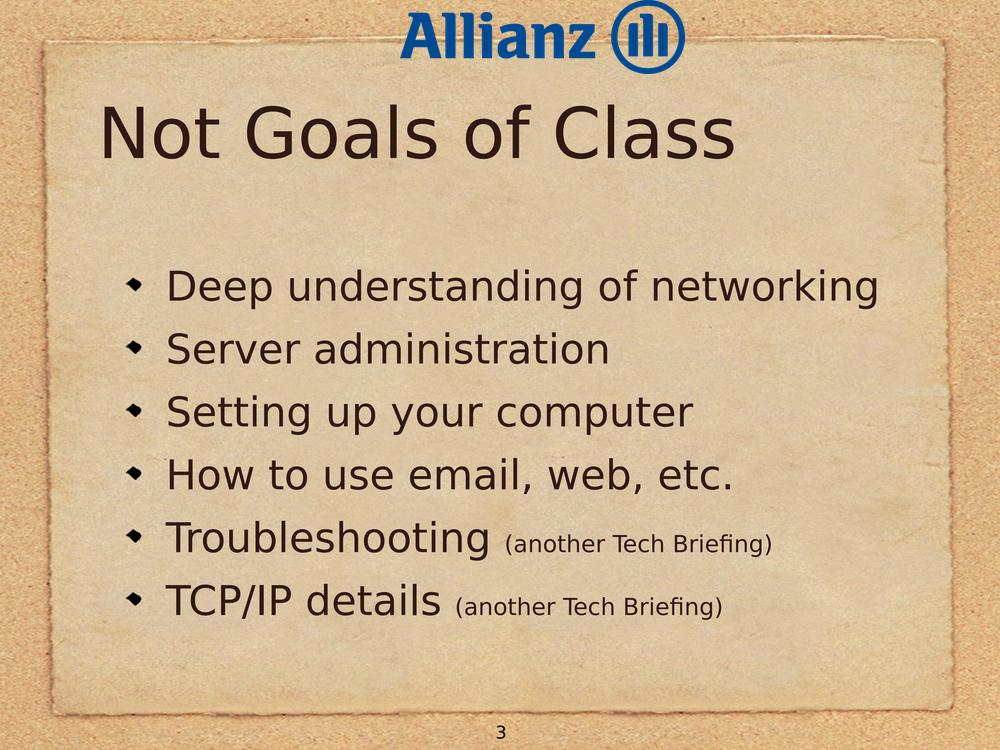 Allianz
Not Goals of Class
Deep understanding of networking
Server administration
Setting up your computer
How to use email, web, etc.
Troubleshooting (another Tech Briefing)
TCP/IP details (another Tech Briefing)
3